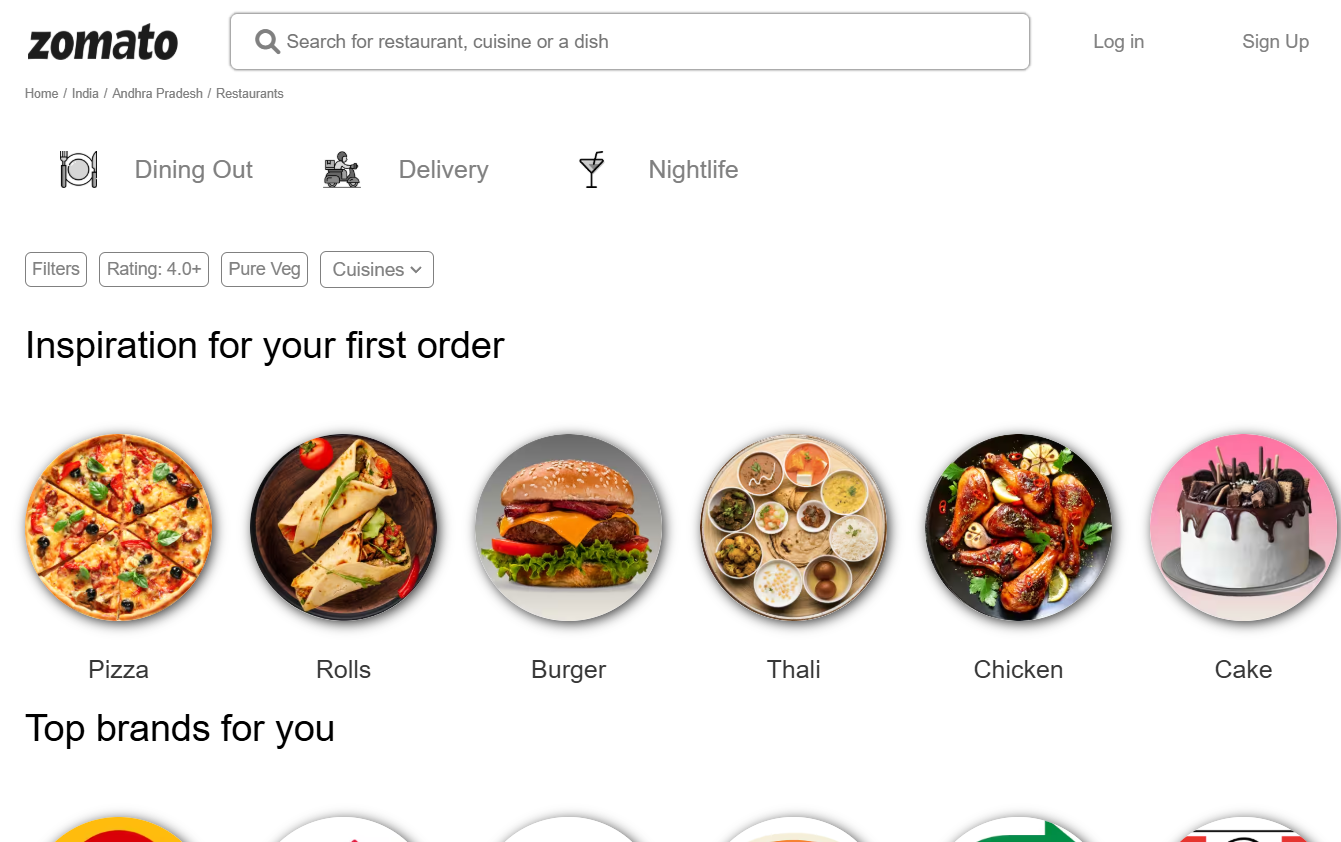 zomato
Search for restaurant, cuisine or a dish
Log in
Sign Up
Home / India / Andhra Pradesh / Restaurants
Dining Out
Delivery
Nightlife
Filters
Rating: 4.0+
Pure Veg
Cuisines
Inspiration for your first order
Pizza
Rolls
Burger
Thali
Chicken
Cake
Top brands for you